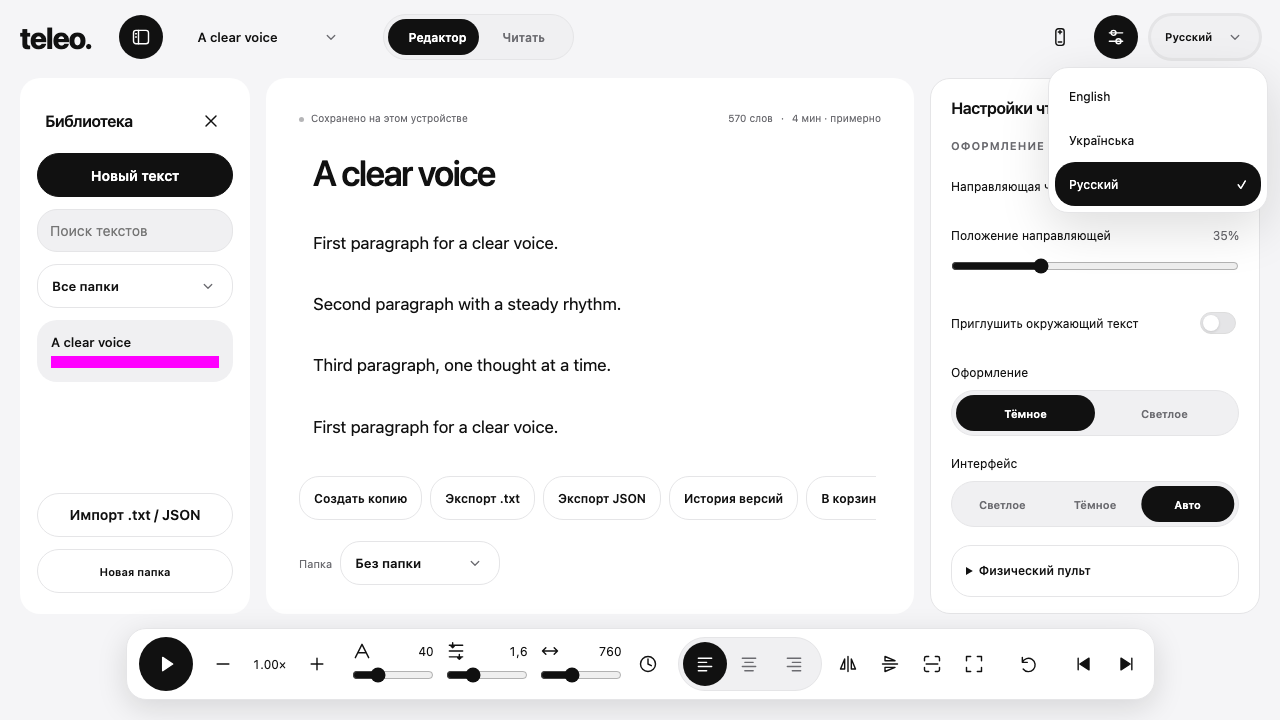 teleo.
A clear voice
Редактор
Читать
Русский
English
Українська
Русский
Библиотека
Новый текст
Поиск текстов
Все папки
A clear voice
Импорт .txt / JSON
Новая папка
Сохранено на этом устройстве
570 слов · 4 мин · примерно
A clear voice
First paragraph for a clear voice.
Second paragraph with a steady rhythm.
Third paragraph, one thought at a time.
First paragraph for a clear voice.
Создать копию
Экспорт .txt
Экспорт JSON
История версий
В корзин
Папка
Без папки
Настройки
ОФОРМЛЕНИЕ
Направляющая
Положение направляющей
35%
Приглушить окружающий текст
Оформление
Тёмное
Светлое
Интерфейс
Светлое
Тёмное
Авто
Физический пульт
1.00×
40
1,6
760